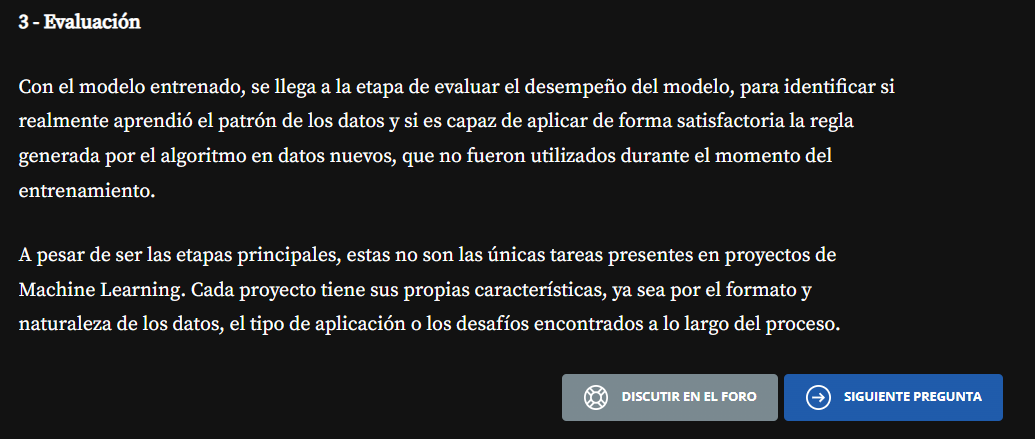 3 - Evaluación
Con el modelo entrenado, se llega a la etapa de evaluar el desempeño del modelo, para identificar si
realmente aprendió el patrón de los datos y si es capaz de aplicar de forma satisfactoria la regla
generada por el algoritmo en datos nuevos, que no fueron utilizados durante el momento del
entrenamiento.
A pesar de ser las etapas principales, estas no son las únicas tareas presentes en proyectos de
Machine Learning. Cada proyecto tiene sus propias características, ya sea por el formato y
naturaleza de los datos, el tipo de aplicación o los desafíos encontrados a lo largo del proceso.
DISCUTIR EN EL FORO
SIGUIENTE PREGUNTA